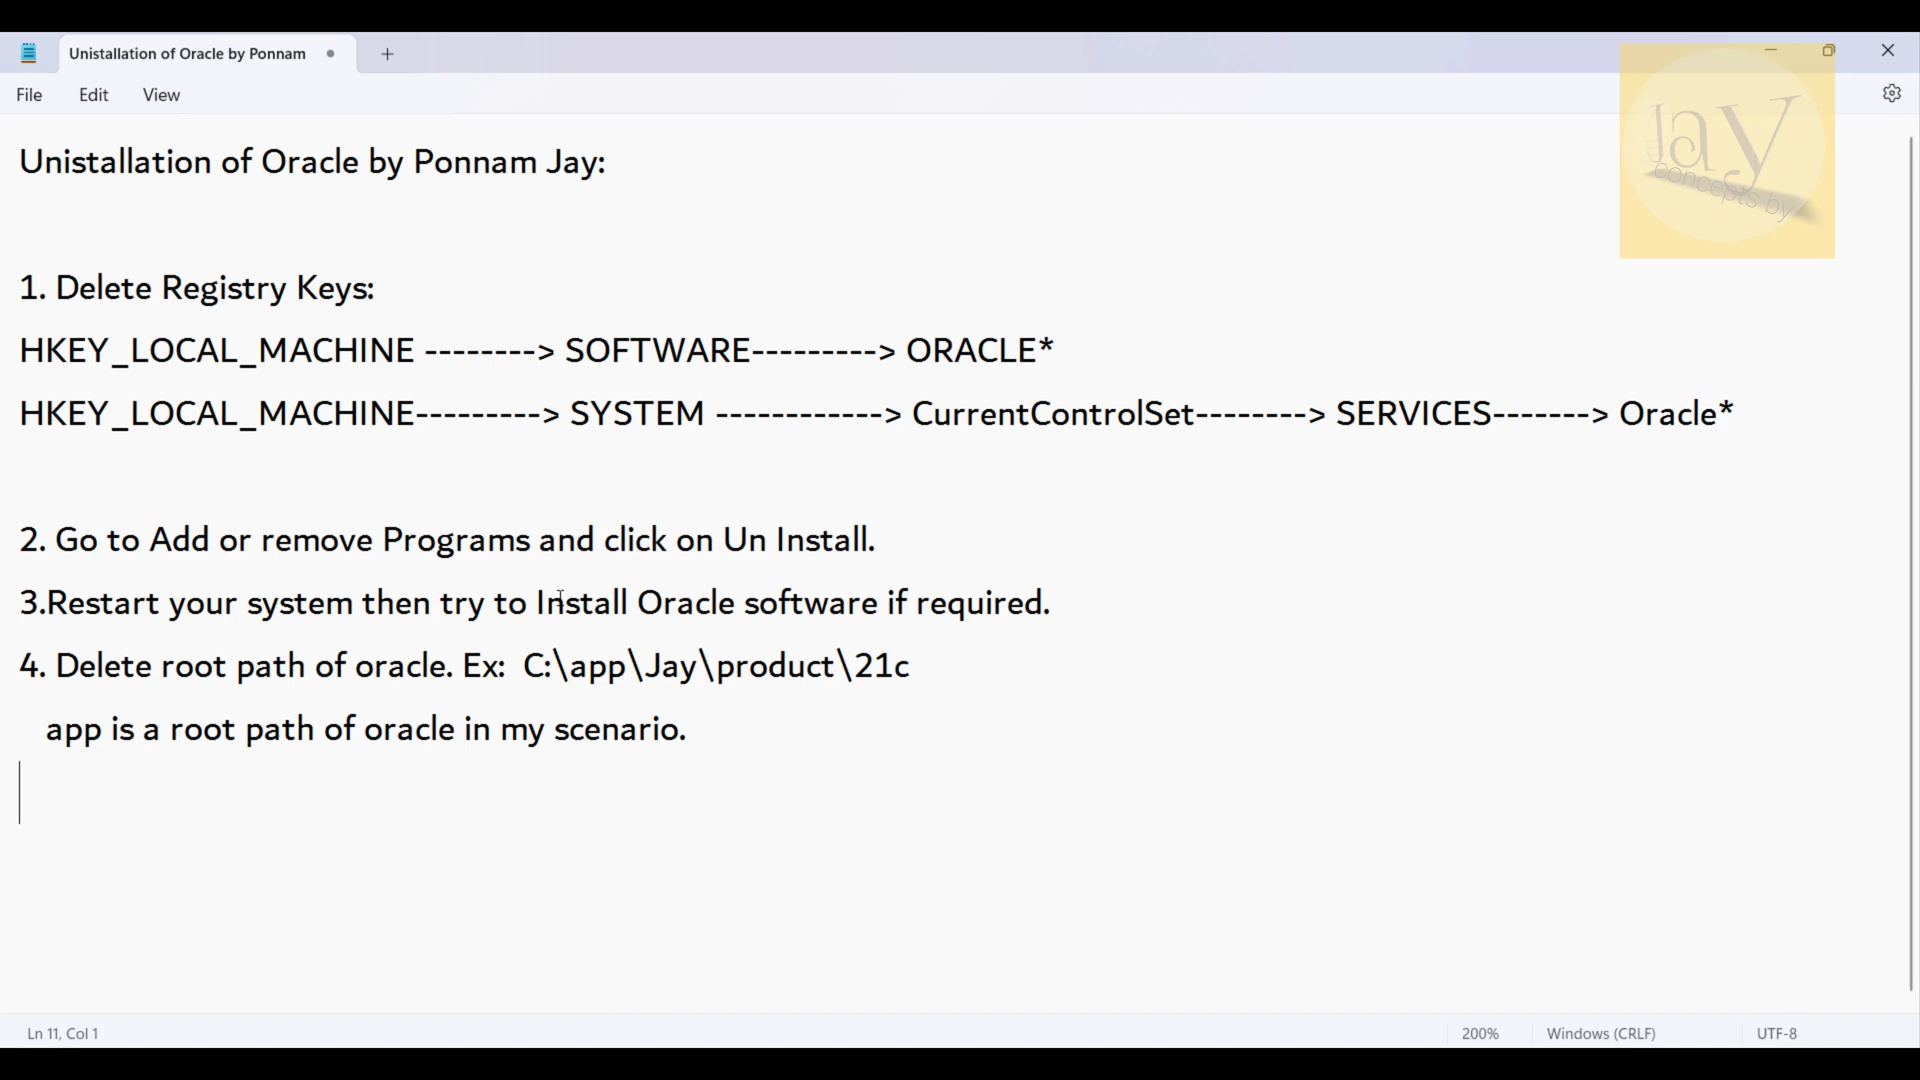 Unistallation of Oracle by Ponnam
File Edit View
Jay
concepts by
Unistallation of Oracle by Ponnam Jay:
1. Delete Registry Keys:
HKEY_LOCAL_MACHINE --------> SOFTWARE---------> ORACLE*
HKEY_LOCAL_MACHINE---------> SYSTEM ------------> CurrentControlSet--------> SERVICES-------> Oracle*
2. Go to Add or remove Programs and click on Un Install.
3.Restart your system then try to Install Oracle software if required.
4. Delete root path of oracle. Ex:  C:\app\Jay\product\21c
app is a root path of oracle in my scenario.
Ln 11, Col 1 200% Windows (CRLF) UTF-8